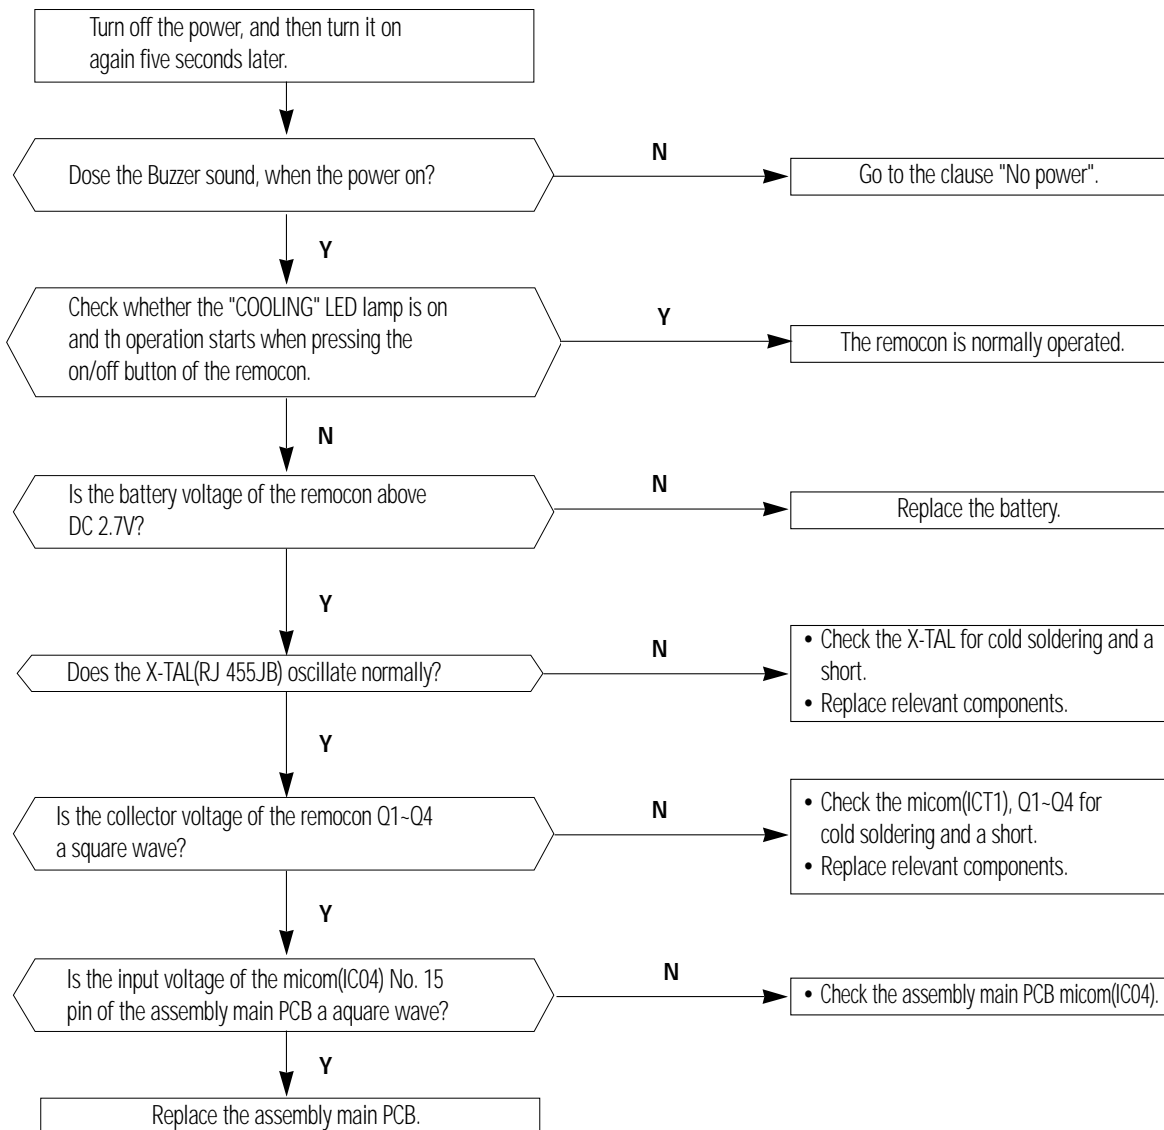 Turn off the power, and then turn it on
again five seconds later.
Dose the Buzzer sound, when the power on?
N
Go to the clause "No power".
Y
Check whether the "COOLING" LED lamp is on
and th operation starts when pressing the
on/off button of the remocon.
Y
The remocon is normally operated.
N
Is the battery voltage of the remocon above
DC 2.7V?
N
Replace the battery.
Y
Does the X-TAL(RJ 455JB) oscillate normally?
N
• Check the X-TAL for cold soldering and a
short.
• Replace relevant components.
Y
Is the collector voltage of the remocon Q1~Q4
a square wave?
N
• Check the micom(ICT1), Q1~Q4 for
cold soldering and a short.
• Replace relevant components.
Y
Is the input voltage of the micom(IC04) No. 15
pin of the assembly main PCB a aquare wave?
N
• Check the assembly main PCB micom(IC04).
Y
Replace the assembly main PCB.